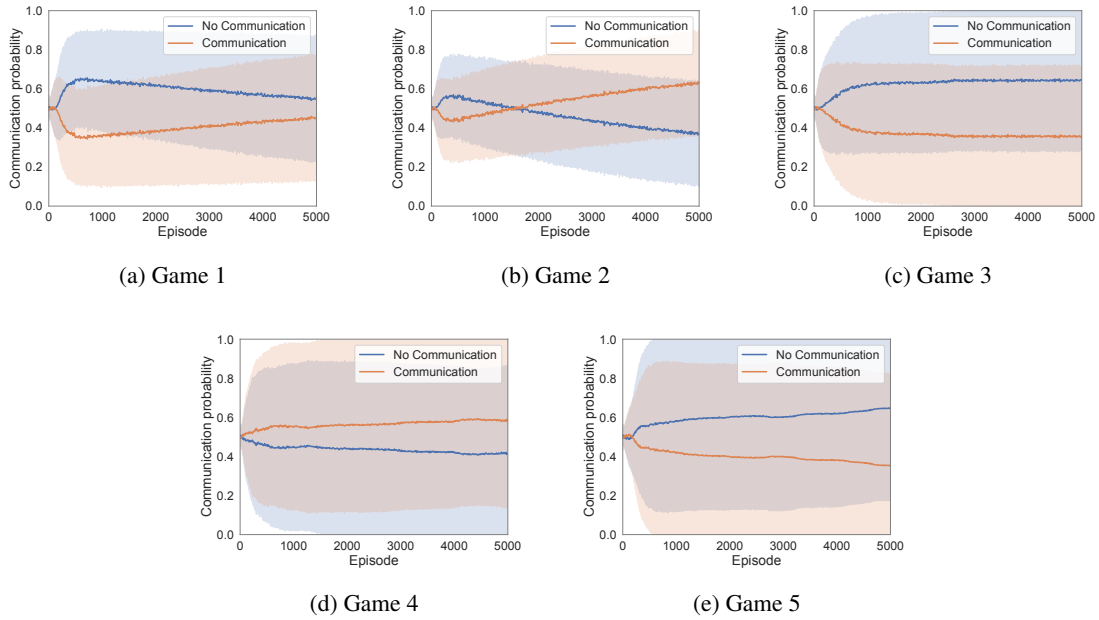 1.0
0.8
0.6
0.4
0.2
0.0
Communication probability
No Communication
Communication
0 1000 2000 3000 4000 5000
Episode
(a) Game 1
1.0
0.8
0.6
0.4
0.2
0.0
Communication probability
No Communication
Communication
0 1000 2000 3000 4000 5000
Episode
(b) Game 2
1.0
0.8
0.6
0.4
0.2
0.0
Communication probability
No Communication
Communication
0 1000 2000 3000 4000 5000
Episode
(c) Game 3
1.0
0.8
0.6
0.4
0.2
0.0
Communication probability
No Communication
Communication
0 1000 2000 3000 4000 5000
Episode
(d) Game 4
1.0
0.8
0.6
0.4
0.2
0.0
Communication probability
No Communication
Communication
0 1000 2000 3000 4000 5000
Episode
(e) Game 5